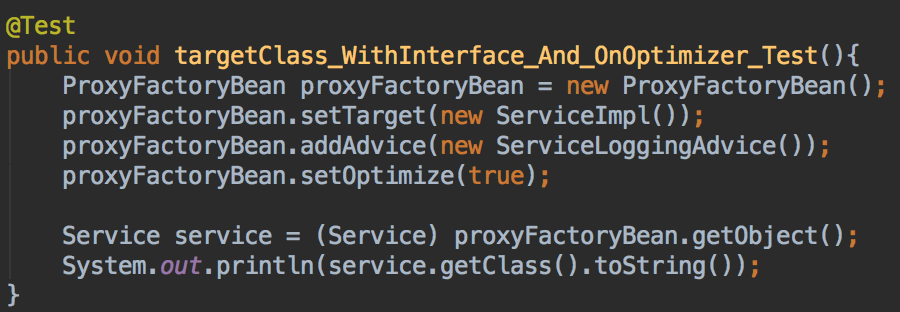 @Test
public void targetClass_WithInterface_And_OnOptimizer_Test(){
ProxyFactoryBean proxyFactoryBean = new ProxyFactoryBean();
proxyFactoryBean.setTarget(new ServiceImpl());
proxyFactoryBean.addAdvice(new ServiceLoggingAdvice());
proxyFactoryBean.setOptimize(true);
Service service = (Service) proxyFactoryBean.getObject();
System.out.println(service.getClass().toString());
}